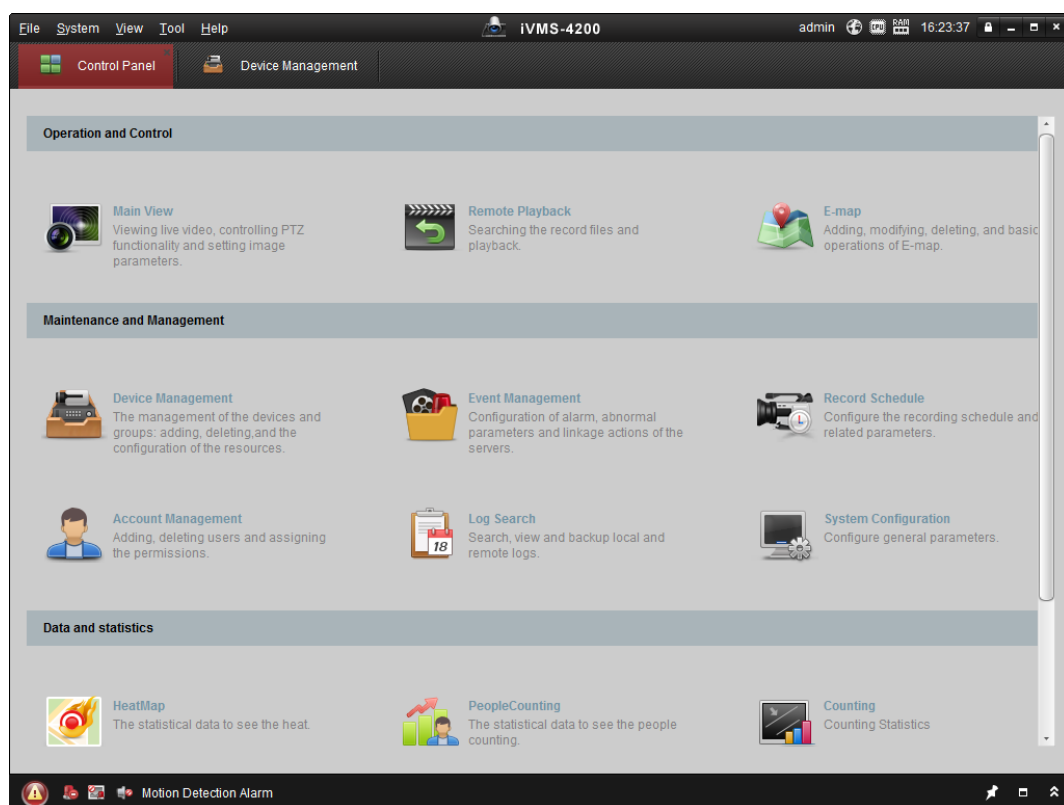 File System View Tool Help iVMS-4200 admin CPU RAM 16:23:37
Control Panel Device Management
Operation and Control
Main View
Viewing live video, controlling PTZ
functionality and setting image
parameters.
Remote Playback
Searching the record files and
playback.
E-map
Adding, modifying, deleting, and basic
operations of E-map.
Maintenance and Management
Device Management
The management of the devices and
groups: adding, deleting,and the
configuration of the resources.
Event Management
Configuration of alarm, abnormal
parameters and linkage actions of the
servers.
Record Schedule
Configure the recording schedule and
related parameters.
Account Management
Adding, deleting users and assigning
the permissions.
18
Log Search
Search, view and backup local and
remote logs.
System Configuration
Configure general parameters.
Data and statistics
HeatMap
The statistical data to see the heat.
PeopleCounting
The statistical data to see the people
counting.
Counting
Counting Statistics
Motion Detection Alarm